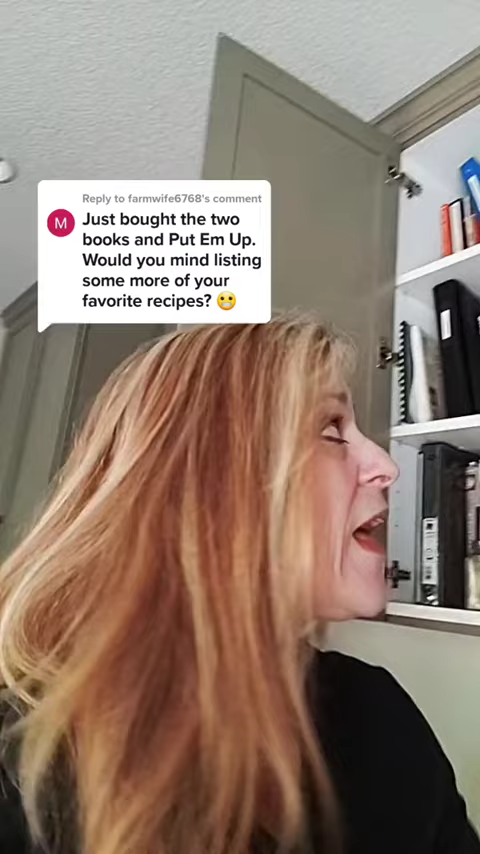 Reply to farmwife6768's comment
M
Just bought the two
books and Put Em Up.
Would you mind listing
some more of your
favorite recipes? 😬